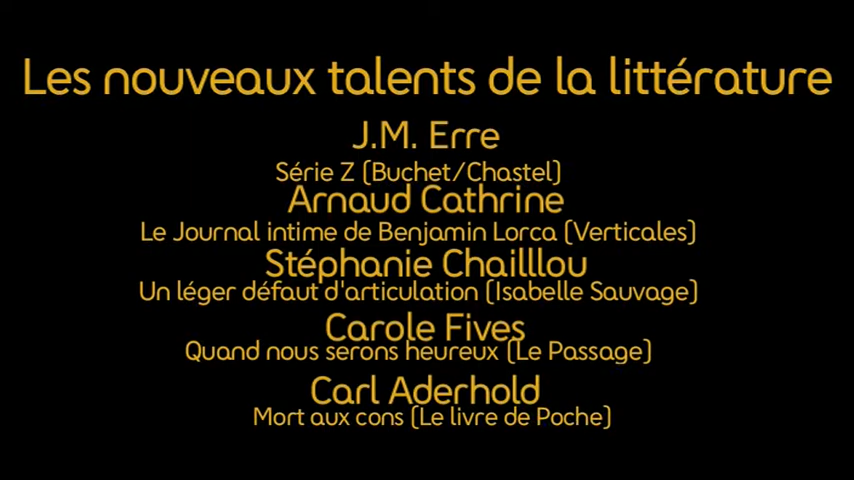 Les nouveaux talents de la littérature
J.M. Erre
Série Z (Buchet/Chastel)
Arnaud Cathrine
Le Journal intime de Benjamin Lorca (Verticales)
Stéphanie Chailllou
Un léger défaut d'articulation (Isabelle Sauvage)
Carole Fives
Quand nous serons heureux (Le Passage)
Carl Aderhold
Mort aux cons (Le livre de Poche)